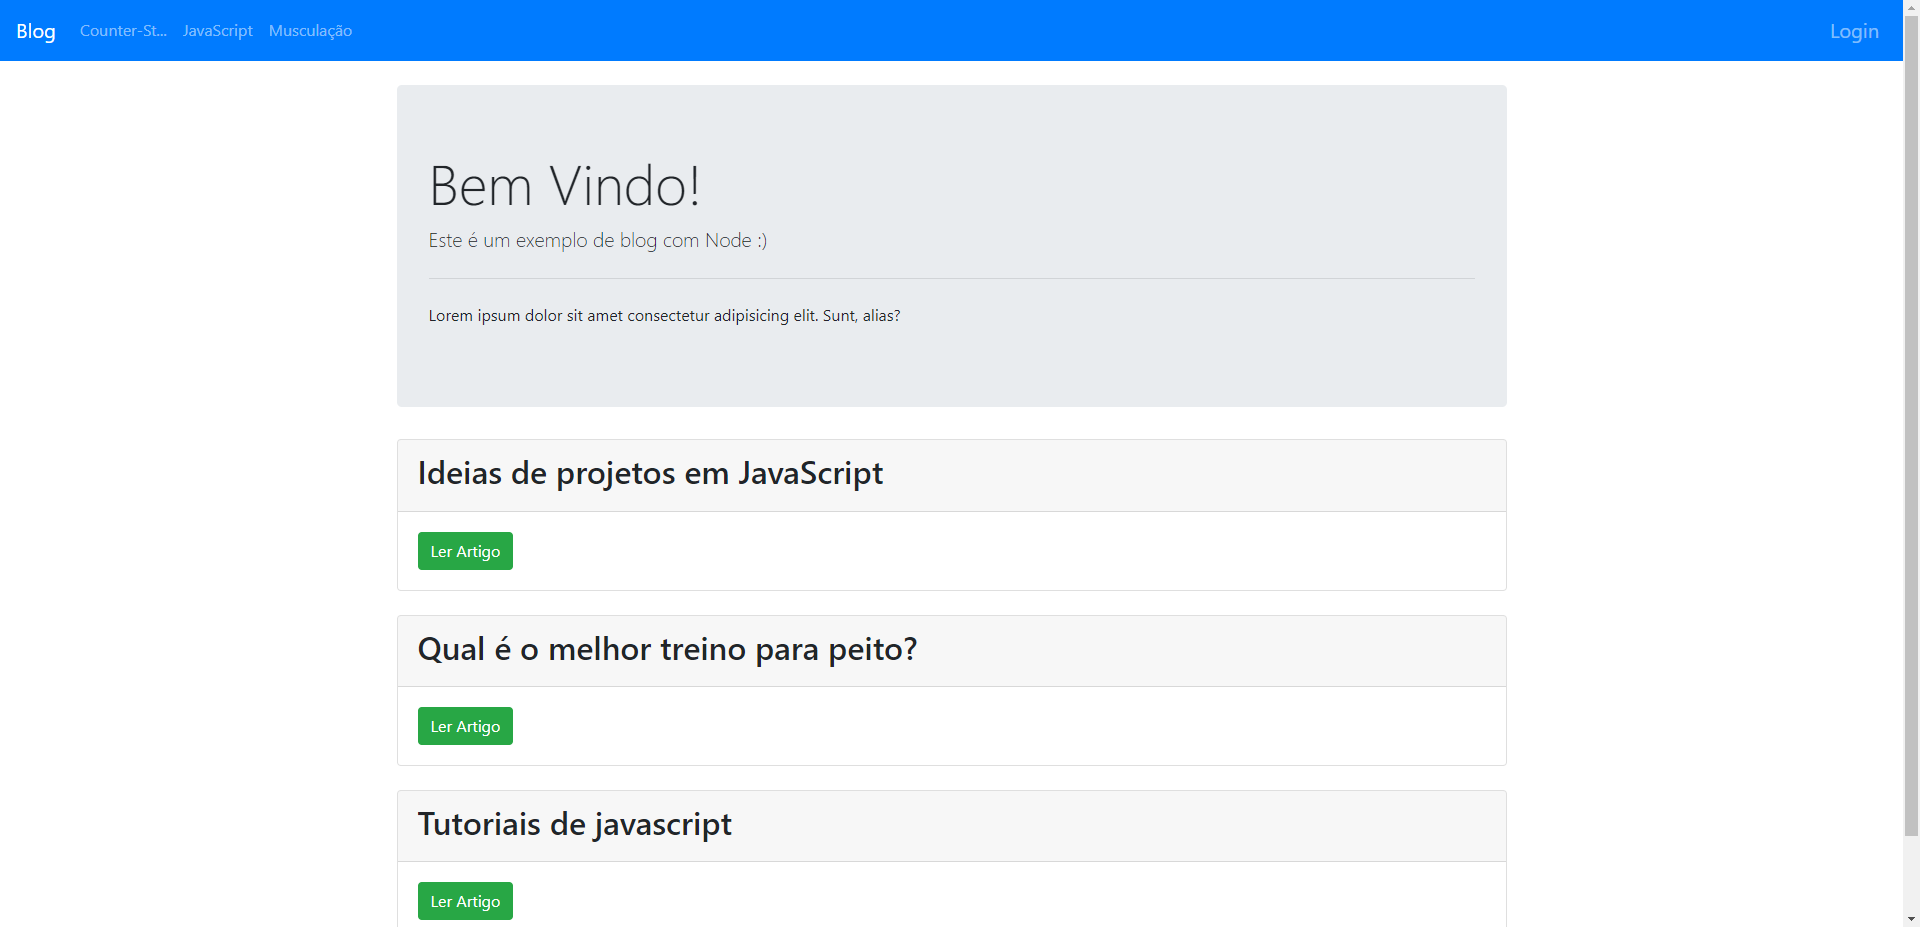 Blog Counter-St... JavaScript Musculação Login
Bem Vindo!
Este é um exemplo de blog com Node :)
Lorem ipsum dolor sit amet consectetur adipisicing elit. Sunt, alias?
Ideias de projetos em JavaScript
Ler Artigo
Qual é o melhor treino para peito?
Ler Artigo
Tutoriais de javascript
Ler Artigo